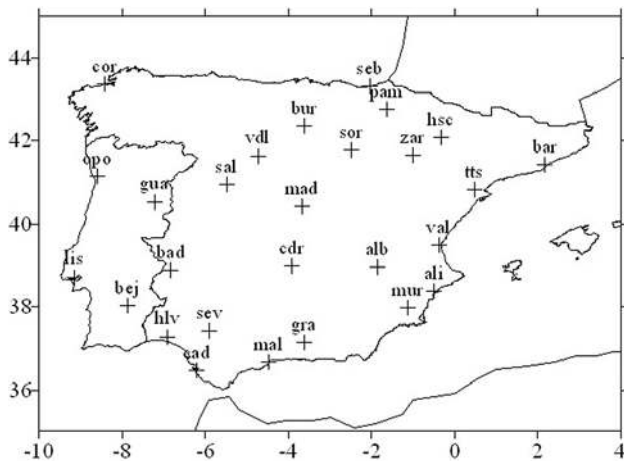 44
cor
seb
pam
bur
hsc
42
vdl
sor
zar
bar
opo
sal
tts
gua
mad
40
val
lis
bad
cdr
alb
ali
38
bej
mur
hlv
sev
gra
cad
mal
36
-10 -8 -6 -4 -2 0 2 4